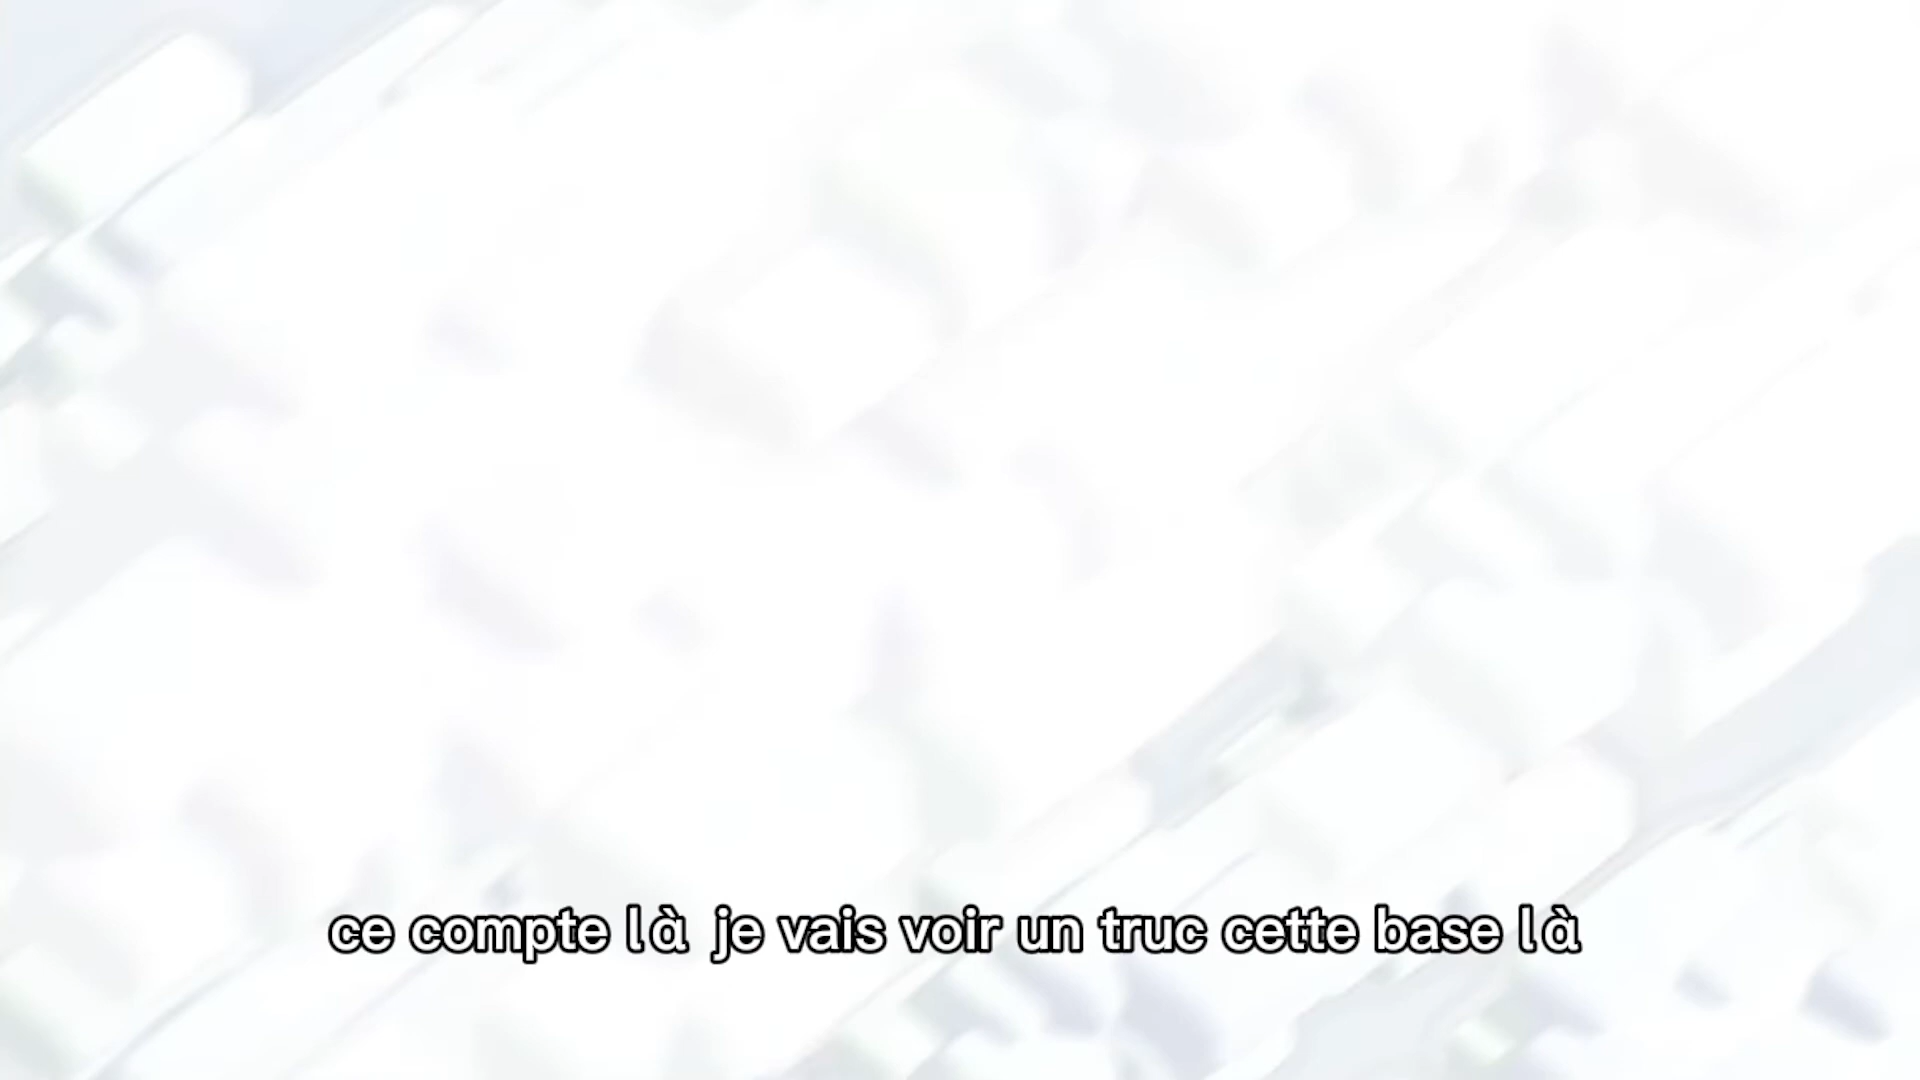 ce compte là je vais voir un truc cette base là